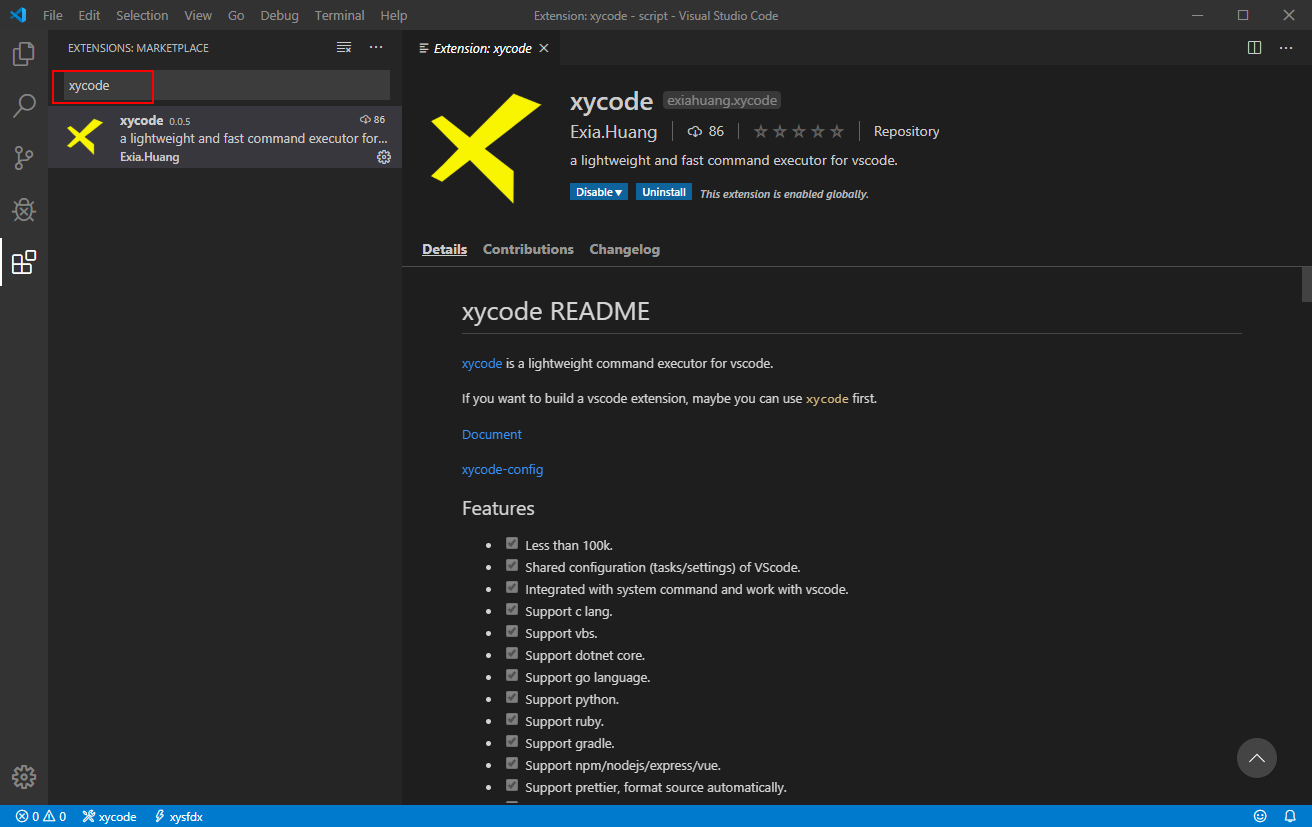 File Edit Selection View Go Debug Terminal Help Extension: xycode - script - Visual Studio Code
EXTENSIONS: MARKETPLACE
xycode
xycode 0.0.5 86
a lightweight and fast command executor for...
Exia.Huang
Extension: xycode
xycode exiahuang.xycode
Exia.Huang 86 Repository
a lightweight and fast command executor for vscode.
Disable Uninstall This extension is enabled globally.
Details Contributions Changelog
xycode README
xycode is a lightweight command executor for vscode.
If you want to build a vscode extension, maybe you can use xycode first.
Document
xycode-config
Features
Less than 100k.
Shared configuration (tasks/settings) of VScode.
Integrated with system command and work with vscode.
Support c lang.
Support vbs.
Support dotnet core.
Support go language.
Support python.
Support ruby.
Support gradle.
Support npm/nodejs/express/vue.
Support prettier, format source automatically.
0 0 xycode xysfdx